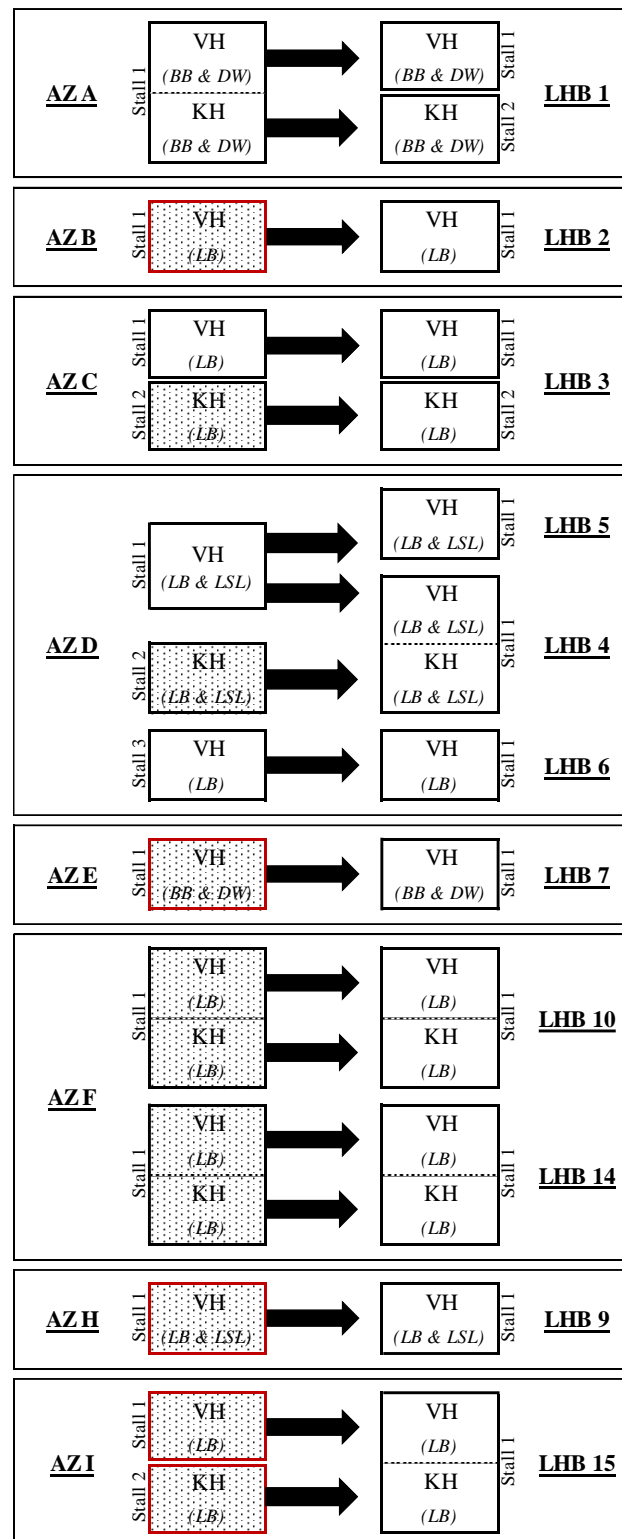 AZ A
Stall 1
VH
(BB & DW)
KH
(BB & DW)
VH
(BB & DW)
Stall 1
KH
(BB & DW)
Stall 2
LHB 1
AZ B
Stall 1
VH
(LB)
VH
(LB)
Stall 1
LHB 2
AZ C
Stall 1
VH
(LB)
Stall 2
KH
(LB)
VH
(LB)
Stall 1
KH
(LB)
Stall 2
LHB 3
AZ D
Stall 1
VH
(LB & LSL)
Stall 2
KH
(LB & LSL)
Stall 3
VH
(LB)
VH
(LB & LSL)
Stall 1
LHB 5
VH
(LB & LSL)
KH
(LB & LSL)
Stall 1
LHB 4
VH
(LB)
Stall 1
LHB 6
AZ E
Stall 1
VH
(BB & DW)
VH
(BB & DW)
Stall 1
LHB 7
AZ F
Stall 1
VH
(LB)
KH
(LB)
VH
(LB)
KH
(LB)
Stall 1
LHB 10
Stall 1
VH
(LB)
KH
(LB)
VH
(LB)
KH
(LB)
Stall 1
LHB 14
AZ H
Stall 1
VH
(LB & LSL)
VH
(LB & LSL)
Stall 1
LHB 9
AZ I
Stall 1
VH
(LB)
Stall 2
KH
(LB)
VH
(LB)
KH
(LB)
Stall 1
LHB 15